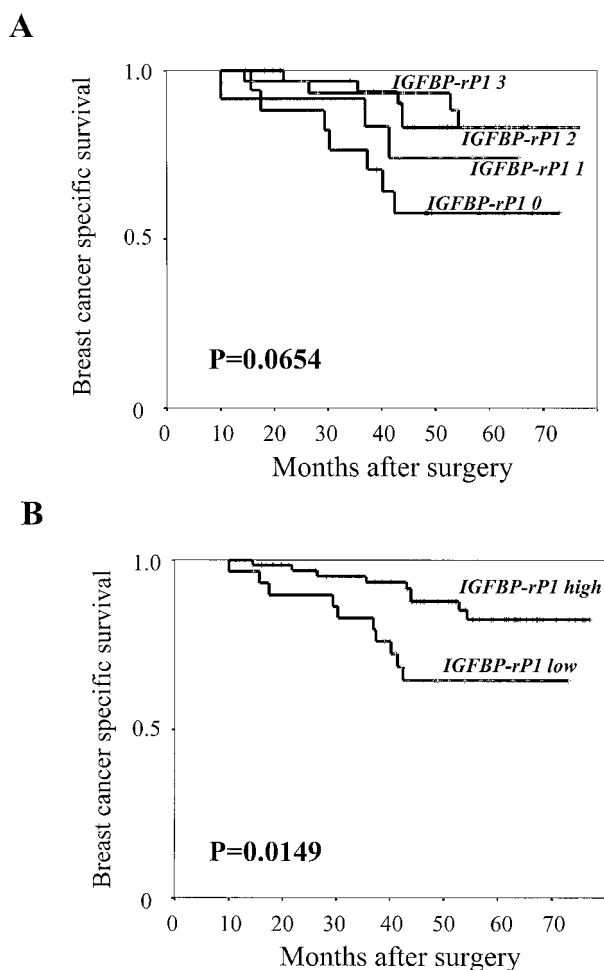 A
Breast cancer specific survival
1.0
0.5
0
IGFBP-rP1 3
IGFBP-rP1 2
IGFBP-rP1 1
IGFBP-rP1 0
P=0.0654
0 10 20 30 40 50 60 70
Months after surgery
B
Breast cancer specific survival
1.0
0.5
0
IGFBP-rP1 high
IGFBP-rP1 low
P=0.0149
0 10 20 30 40 50 60 70
Months after surgery